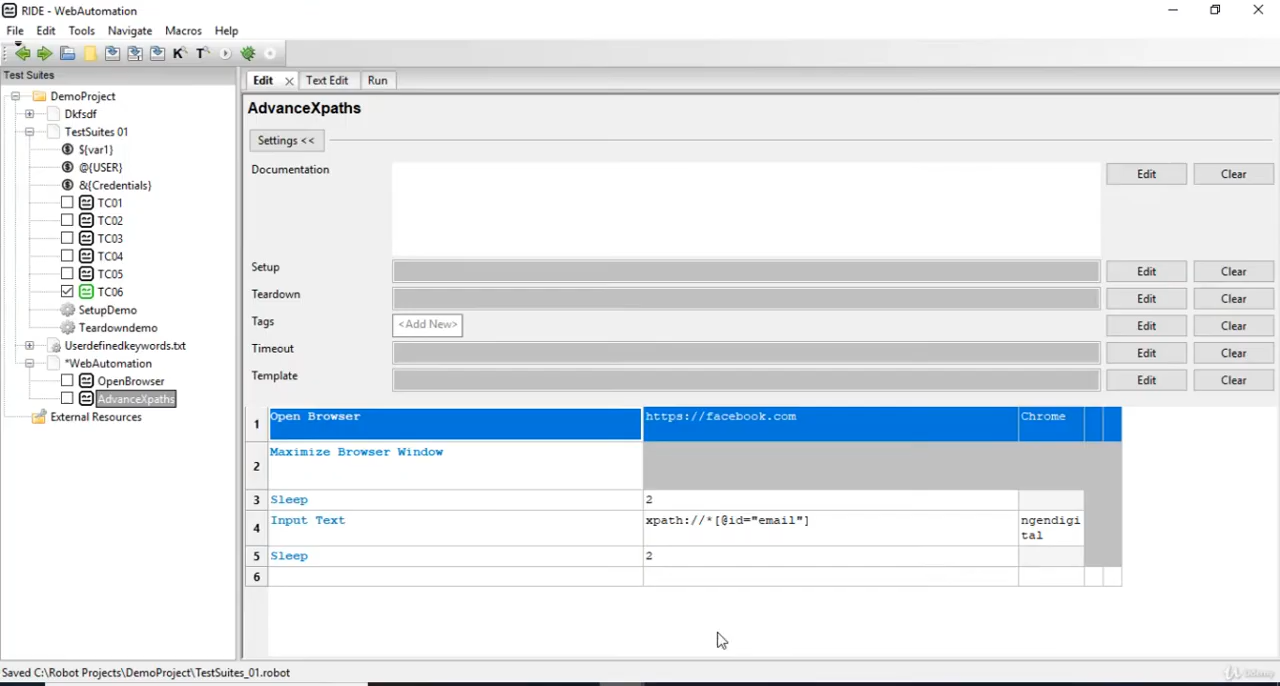 RIDE - WebAutomation
File Edit Tools Navigate Macros Help
K T
Test Suites
DemoProject
Dkfsdf
TestSuites 01
${var1}
@{USER}
&{Credentials}
TC01
TC02
TC03
TC04
TC05
TC06
SetupDemo
Teardowndemo
Userdefinedkeywords.txt
*WebAutomation
OpenBrowser
AdvanceXpaths
External Resources
Edit Text Edit Run
AdvanceXpaths
Settings <<
Documentation Edit Clear
Setup Edit Clear
Teardown Edit Clear
Tags <Add New> Edit Clear
Timeout Edit Clear
Template Edit Clear
1 Open Browser https://facebook.com Chrome
2 Maximize Browser Window
3 Sleep 2
4 Input Text xpath://*[@id="email"] ngendigi
tal
5 Sleep 2
6
Saved C:\Robot Projects\DemoProject\TestSuites_01.robot
Udemy